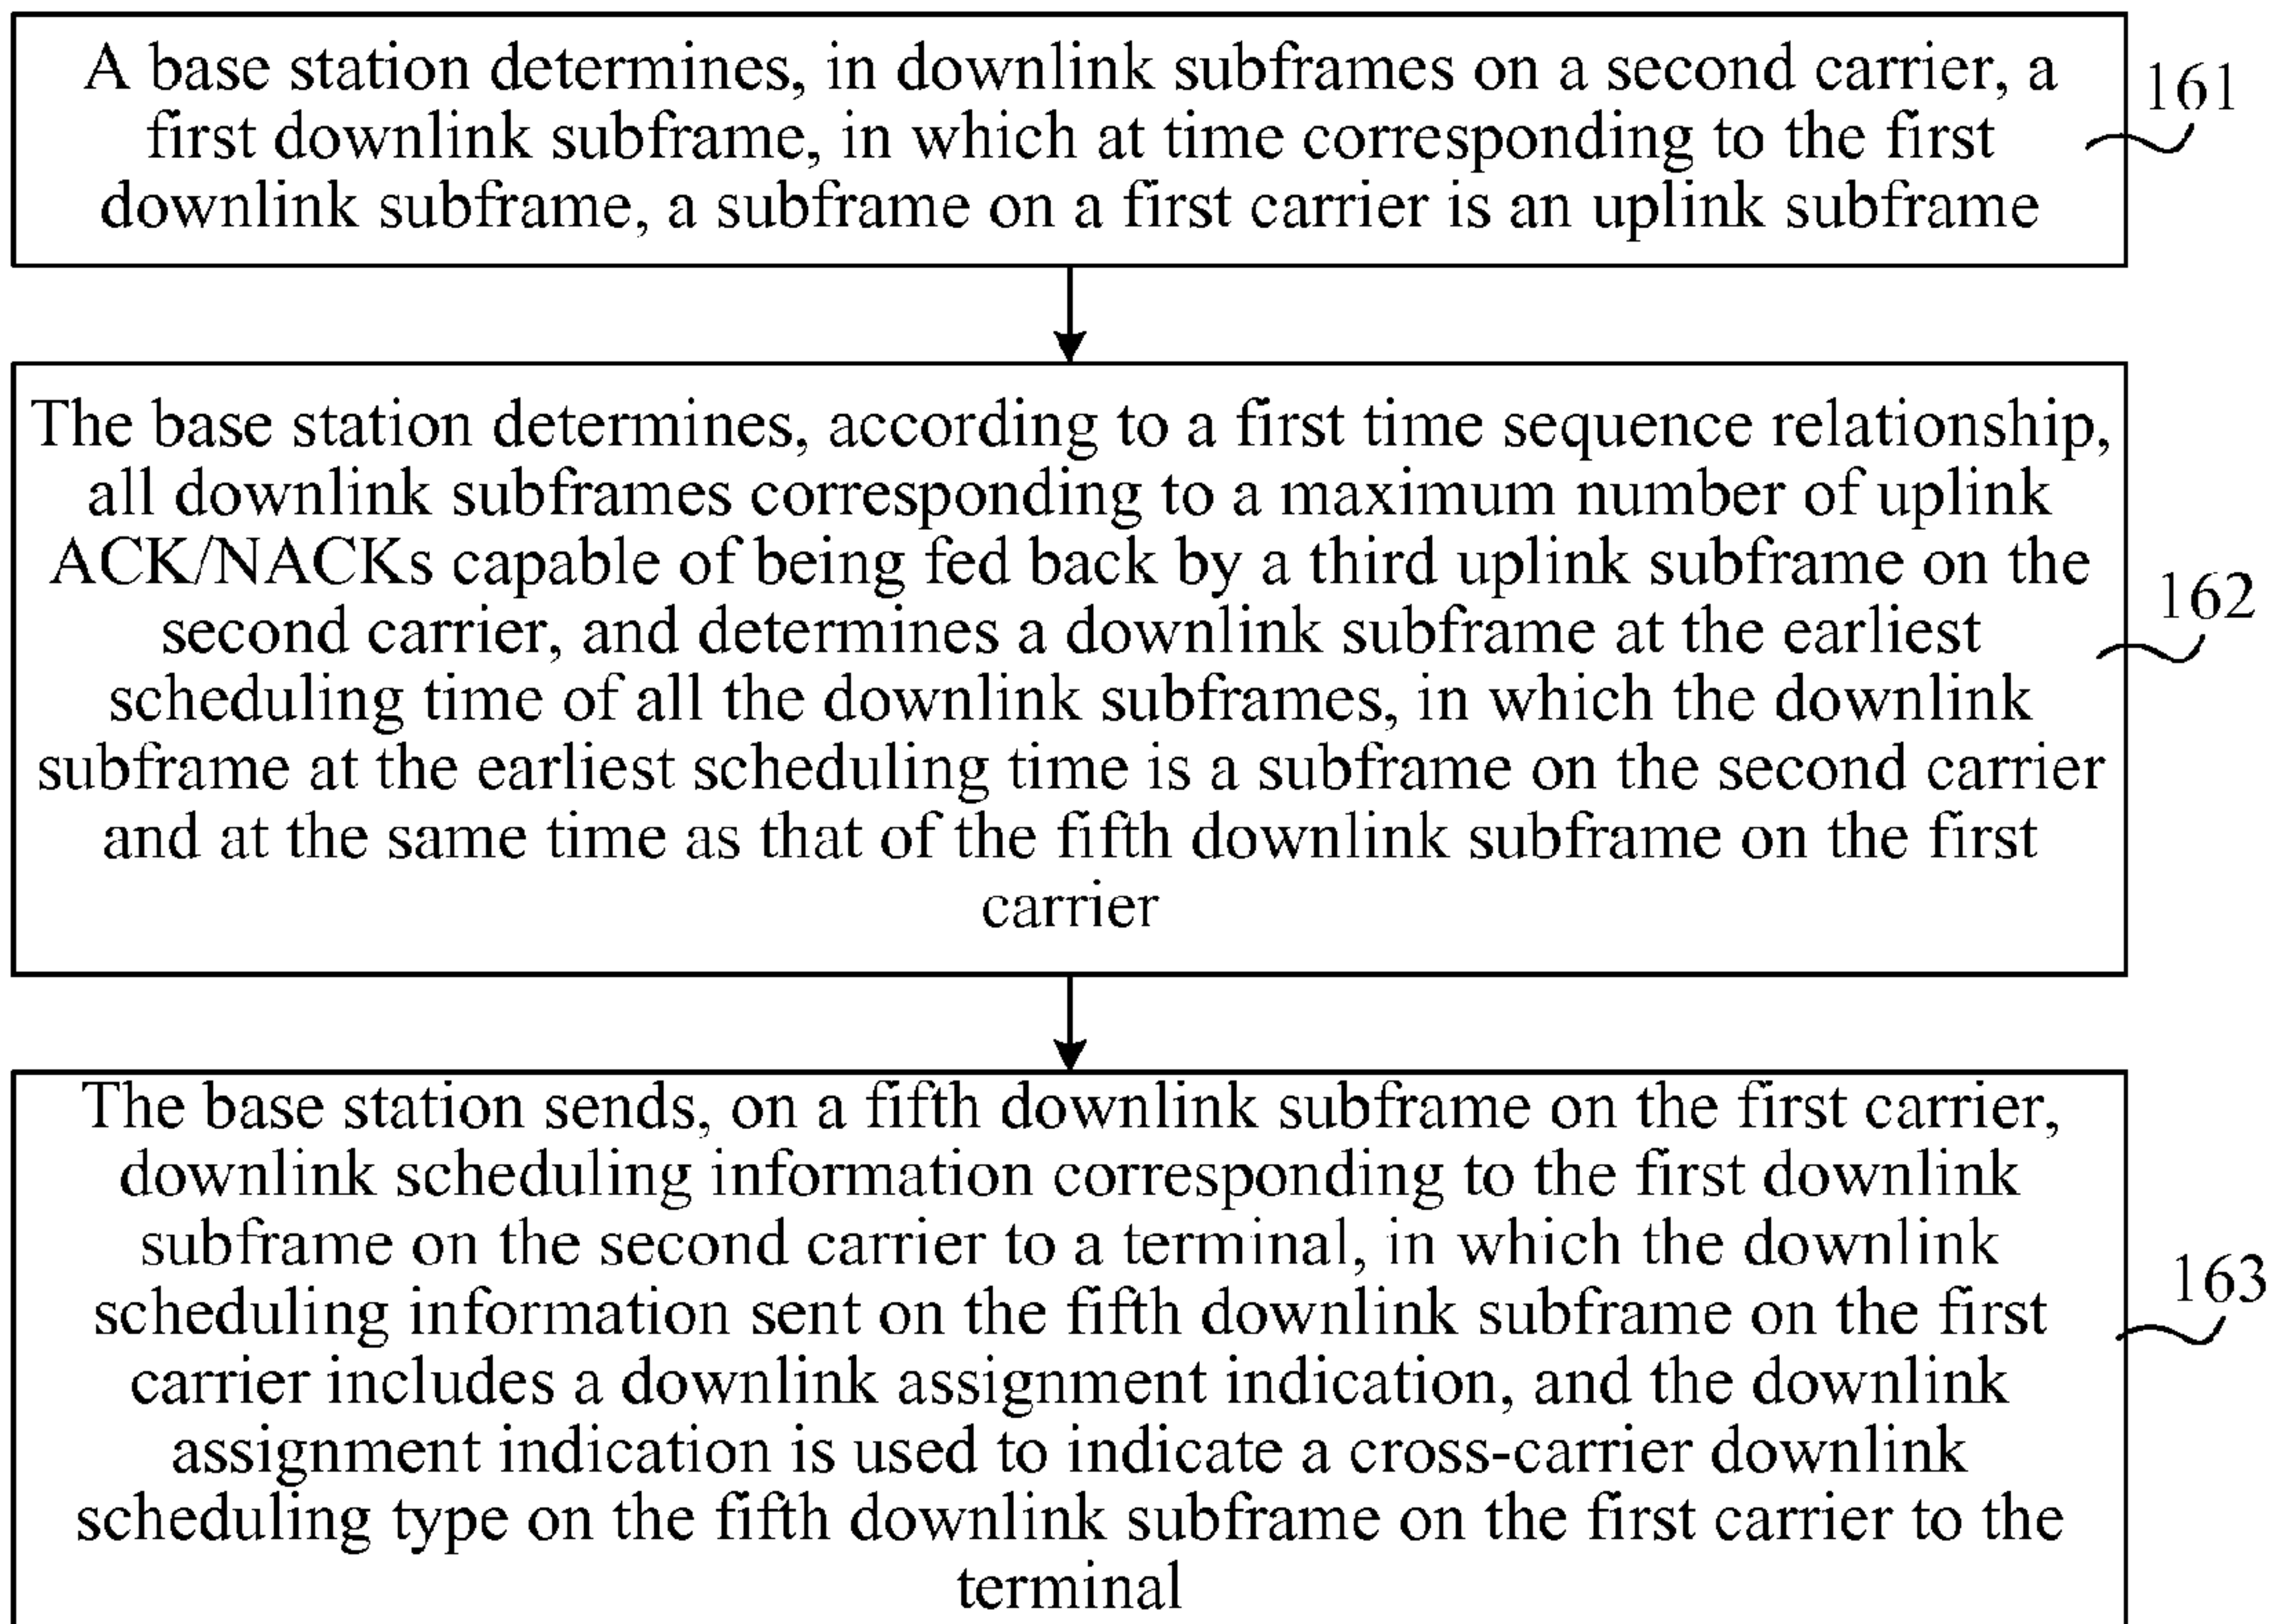 A base station determines, in downlink subframes on a second carrier, a
first downlink subframe, in which at time corresponding to the first
downlink subframe, a subframe on a first carrier is an uplink subframe
161
The base station determines, according to a first time sequence relationship,
all downlink subframes corresponding to a maximum number of uplink
ACK/NACKs capable of being fed back by a third uplink subframe on the
second carrier, and determines a downlink subframe at the earliest
scheduling time of all the downlink subframes, in which the downlink
subframe at the earliest scheduling time is a subframe on the second carrier
and at the same time as that of the fifth downlink subframe on the first
carrier
162
The base station sends, on a fifth downlink subframe on the first carrier,
downlink scheduling information corresponding to the first downlink
subframe on the second carrier to a terminal, in which the downlink
scheduling information sent on the fifth downlink subframe on the first
carrier includes a downlink assignment indication, and the downlink
assignment indication is used to indicate a cross-carrier downlink
scheduling type on the fifth downlink subframe on the first carrier to the
terminal
163